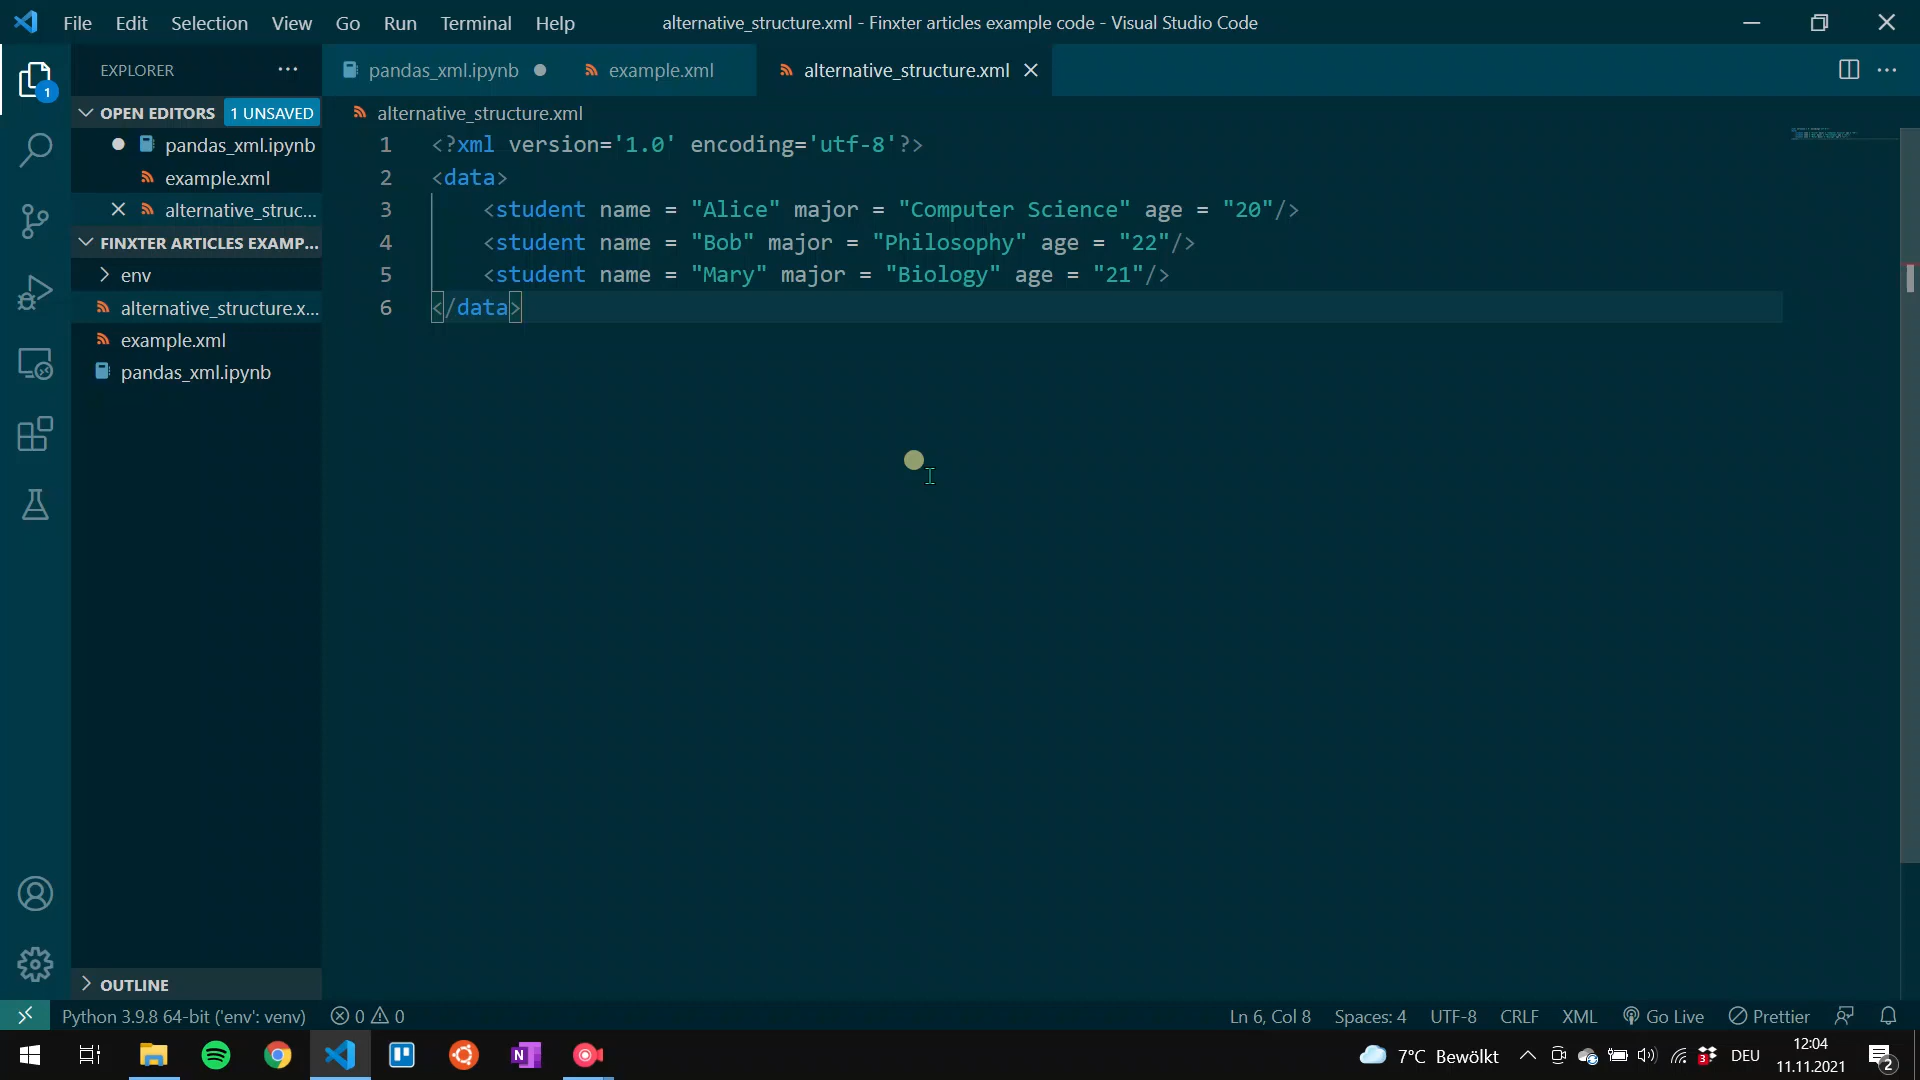 File Edit Selection View Go Run Terminal Help
alternative_structure.xml - Finxter articles example code - Visual Studio Code
EXPLORER
pandas_xml.ipynb
example.xml
alternative_structure.xml
1
OPEN EDITORS 1 UNSAVED
pandas_xml.ipynb
example.xml
alternative_struc...
FINXTER ARTICLES EXAMP...
env
alternative_structure.x...
example.xml
pandas_xml.ipynb
OUTLINE
alternative_structure.xml
1 <?xml version='1.0' encoding='utf-8'?>
2 <data>
3 <student name = "Alice" major = "Computer Science" age = "20"/>
4 <student name = "Bob" major = "Philosophy" age = "22"/>
5 <student name = "Mary" major = "Biology" age = "21"/>
6 </data>
Python 3.9.8 64-bit ('env': venv) 0 0
Ln 6, Col 8 Spaces: 4 UTF-8 CRLF XML Go Live Prettier
N
7°C Bewölkt 3 DEU
12:04
11.11.2021
2